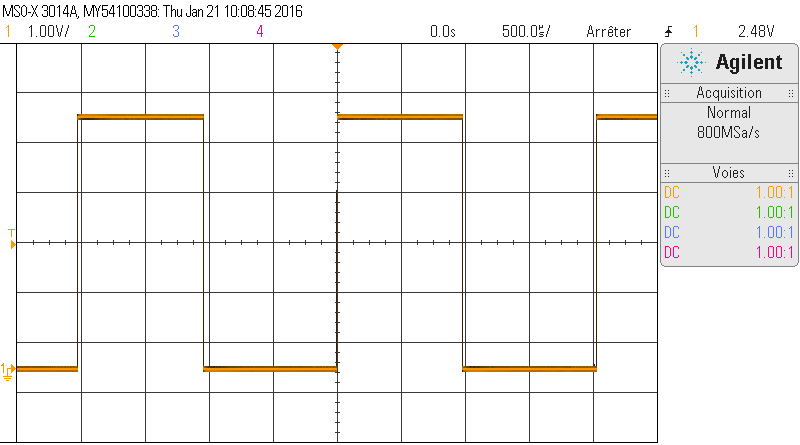 MSO-X 3014A, MY54100338: Thu Jan 21 10:08:45 2016
1 1.00V/ 2 3 4 0.0s 500.0㎲/ Arrêter 1 2.48V
Agilent
Acquisition
Normal
800MSa/s
Voies
DC 1.00:1
DC 1.00:1
DC 1.00:1
DC 1.00:1
T
1